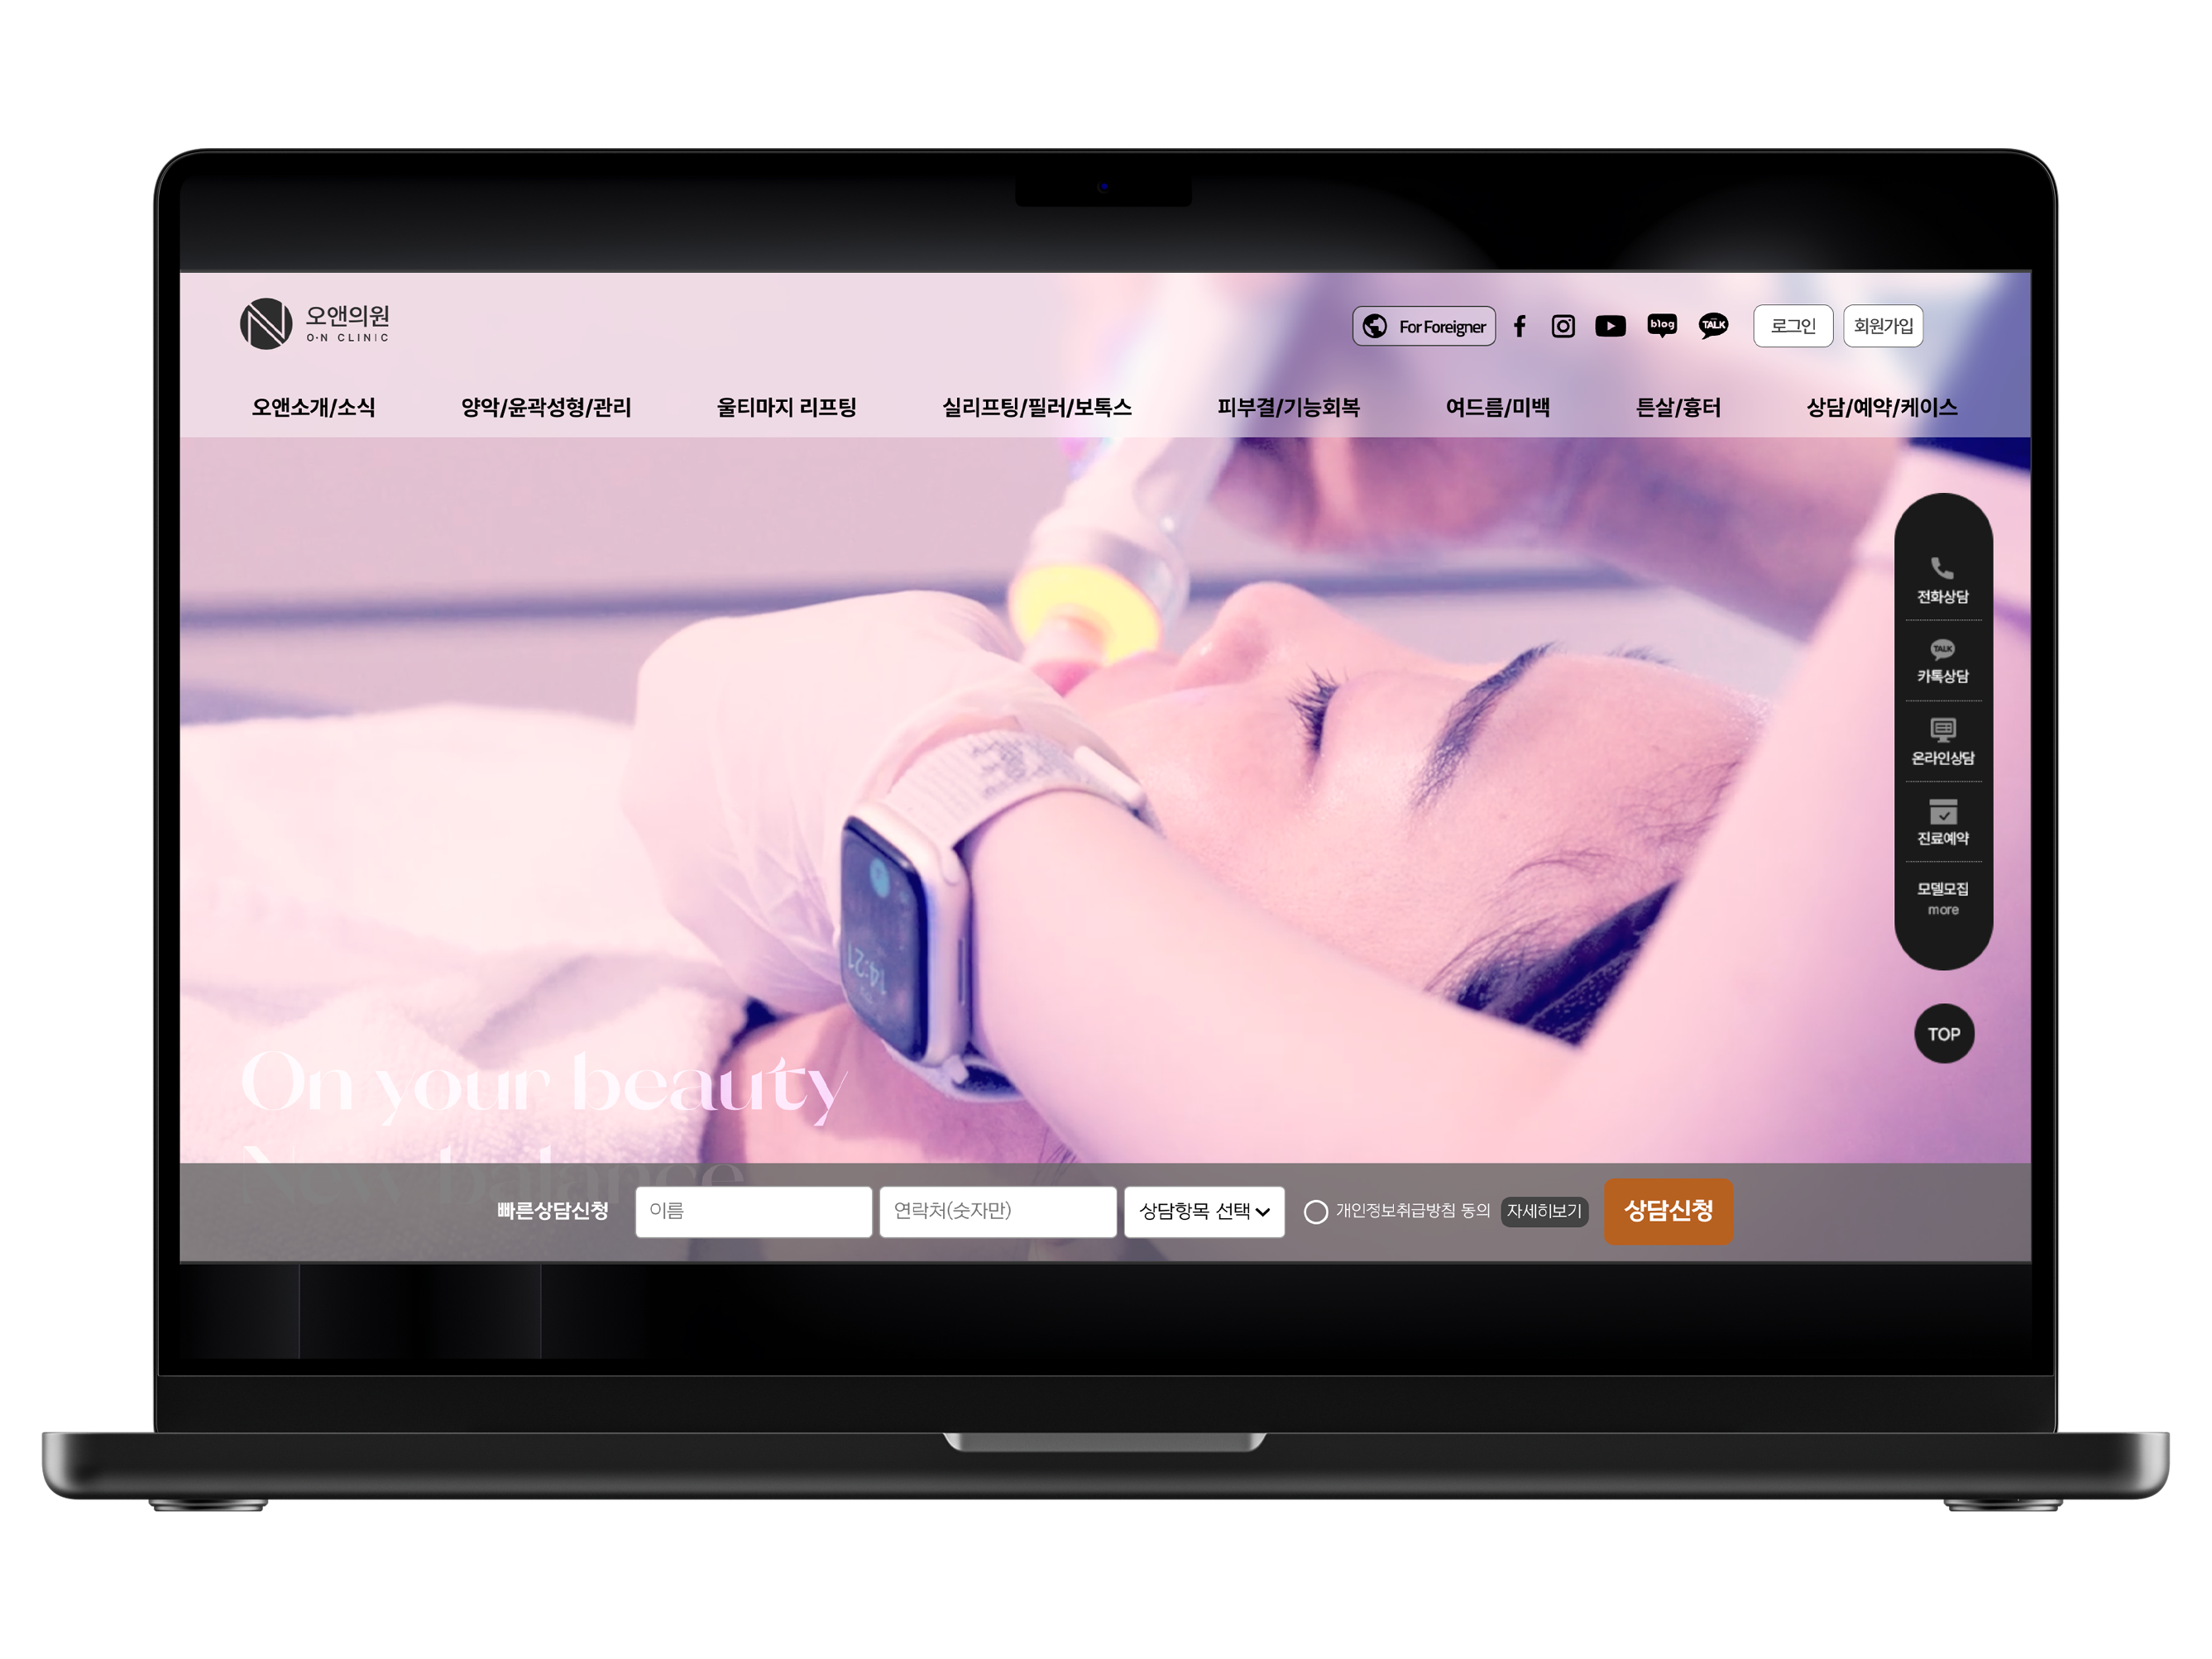 오앤의원
O·N CLINIC
For Foreigner
blog
TALK
로그인
회원가입
오앤소개/소식
양악/윤곽성형/관리
울티마지 리프팅
실리프팅/필러/보톡스
피부결/기능회복
여드름/미백
튼살/흉터
상담/예약/케이스
전화상담
TALK
카톡상담
온라인상담
진료예약
모델모집
more
TOP
14:21
On your beauty
New balance
빠른상담신청
이름
연락처(숫자만)
상담항목 선택
개인정보취급방침 동의
자세히보기
상담신청